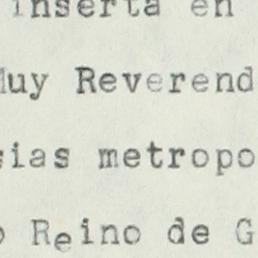 inserta en
Muy Reverend
sias metropo
o Reino de G